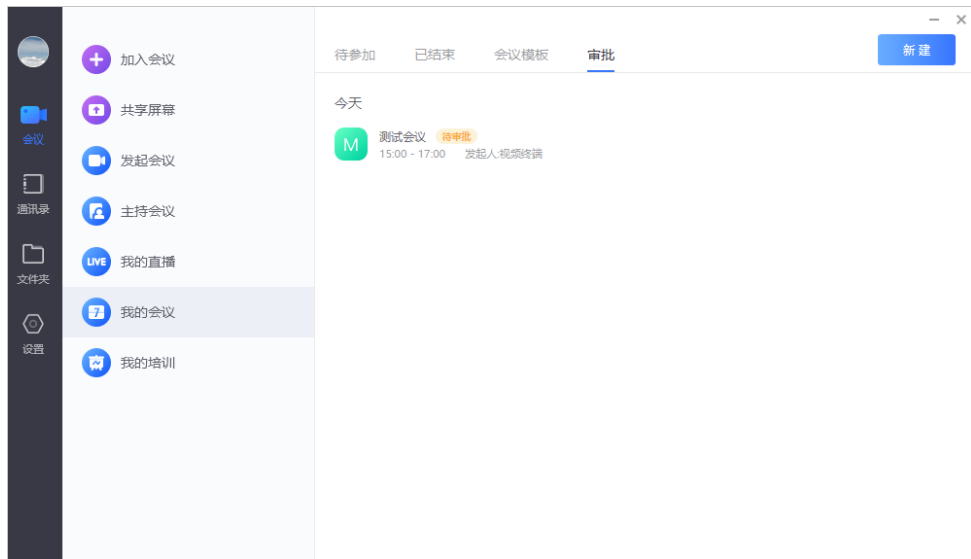 会议
通讯录
文件夹
设置
加入会议
共享屏幕
发起会议
主持会议
LIVE 我的直播
7 我的会议
我的培训
待参加 已结束 会议模板 审批 新建
今天
M 测试会议 待审批
15:00 - 17:00 发起人:视频终端